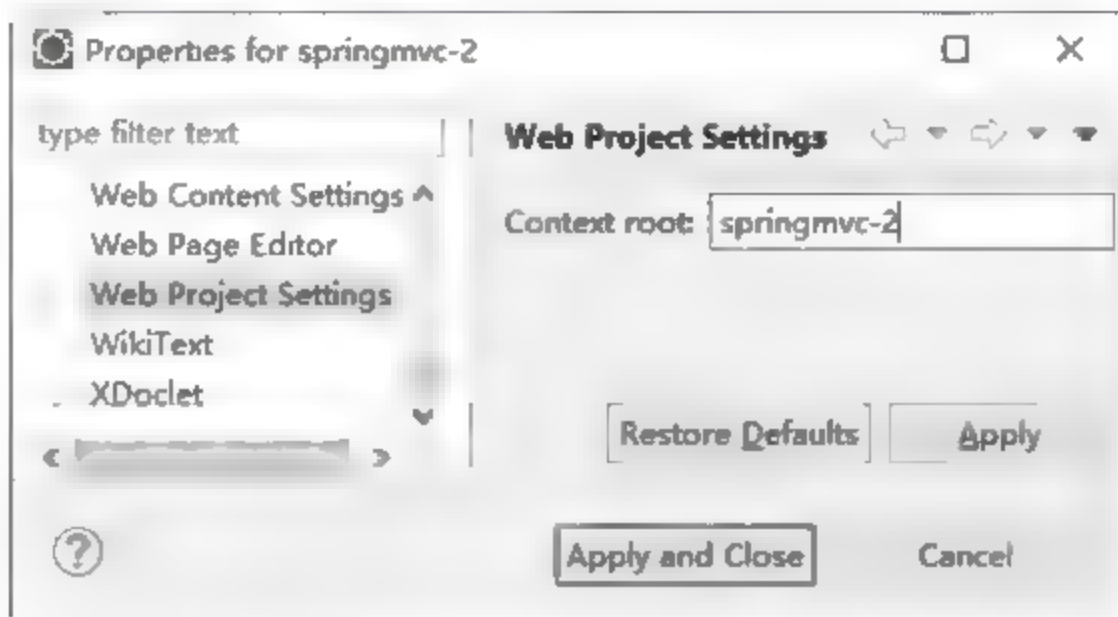 Properties for springmvc-2
type filter text
Web Content Settings
Web Page Editor
Web Project Settings
WikiText
XDoclet
Web Project Settings
Context root: springmvc-2
Restore Defaults
Apply
?
Apply and Close
Cancel